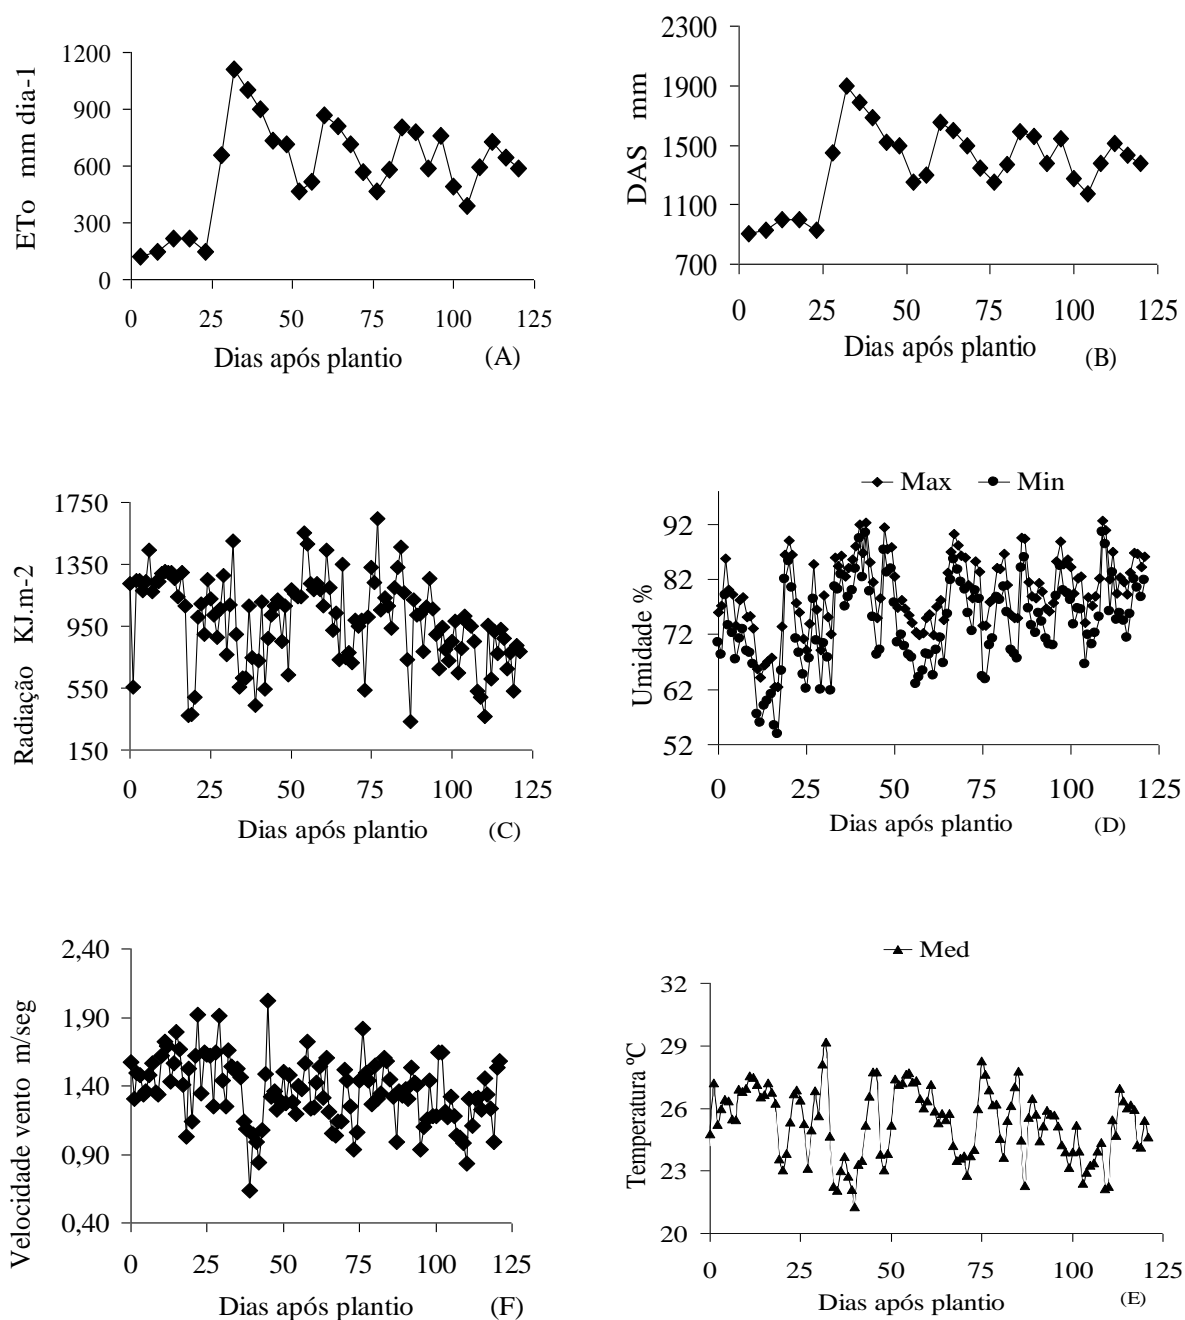 ETo mm dia-1
1200
900
600
300
0
0 25 50 75 100 125
Dias após plantio (A)
DAS mm
2300
1900
1500
1100
700
0 25 50 75 100 125
Dias após plantio (B)
Radiação KJ.m-2
1750
1350
950
550
150
0 25 50 75 100 125
Dias após plantio (C)
Max Min
Umidade %
92
82
72
62
52
0 25 50 75 100 125
Dias após plantio (D)
Velocidade vento m/seg
2,40
1,90
1,40
0,90
0,40
0 25 50 75 100 125
Dias após plantio (F)
Med
Temperatura ºC
32
29
26
23
20
0 25 50 75 100 125
Dias após plantio (E)